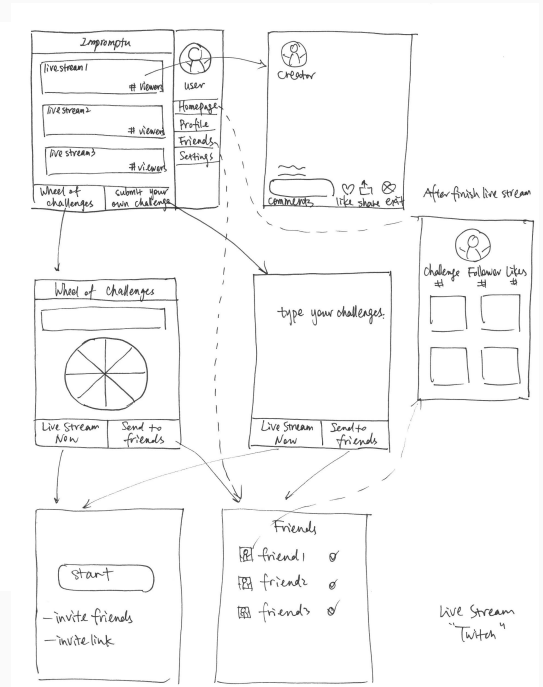 Impromptu
live stream 1
# viewers
live stream 2
# viewers
live stream 3
# viewers
Wheel of
challenges
submit your
own challenge
user
Homepage
Profile
Friends
Settings
creator
comments
like share exit
After finish live stream
Challenge Follower Likes
# # #
Wheel of Challenges
Live Stream
Now
Send to
friends
type your challenges.
Live Stream
Now
Send to
friends
start
- invite friends
- invite link
Friends
friend1
friend2
friend3
Live Stream
"Twitch"